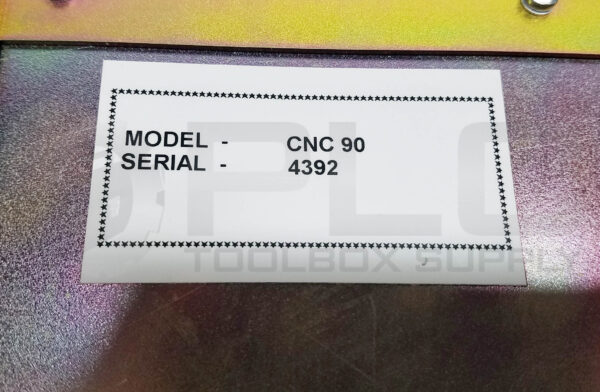 MODEL - CNC 90
SERIAL - 4392
PLC
TOOLBOX SUPPLY